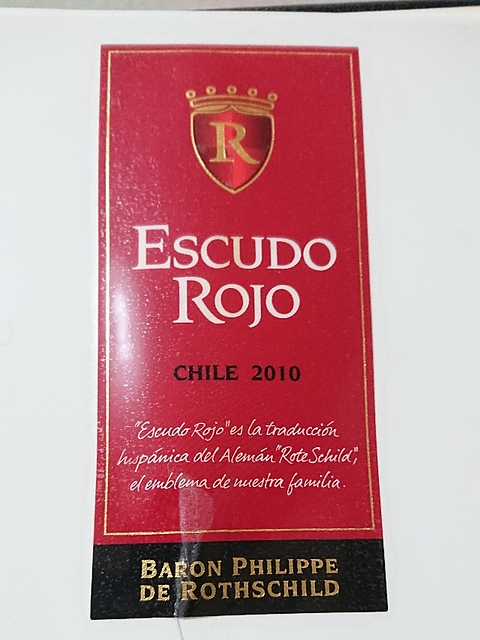 R
ESCUDO
ROJO
CHILE 2010
"Escudo Rojo" es la traducción
hispánica del Alemán "Rote Schild",
el emblema de nuestra familia.
BARON PHILIPPE
DE ROTHSCHILD